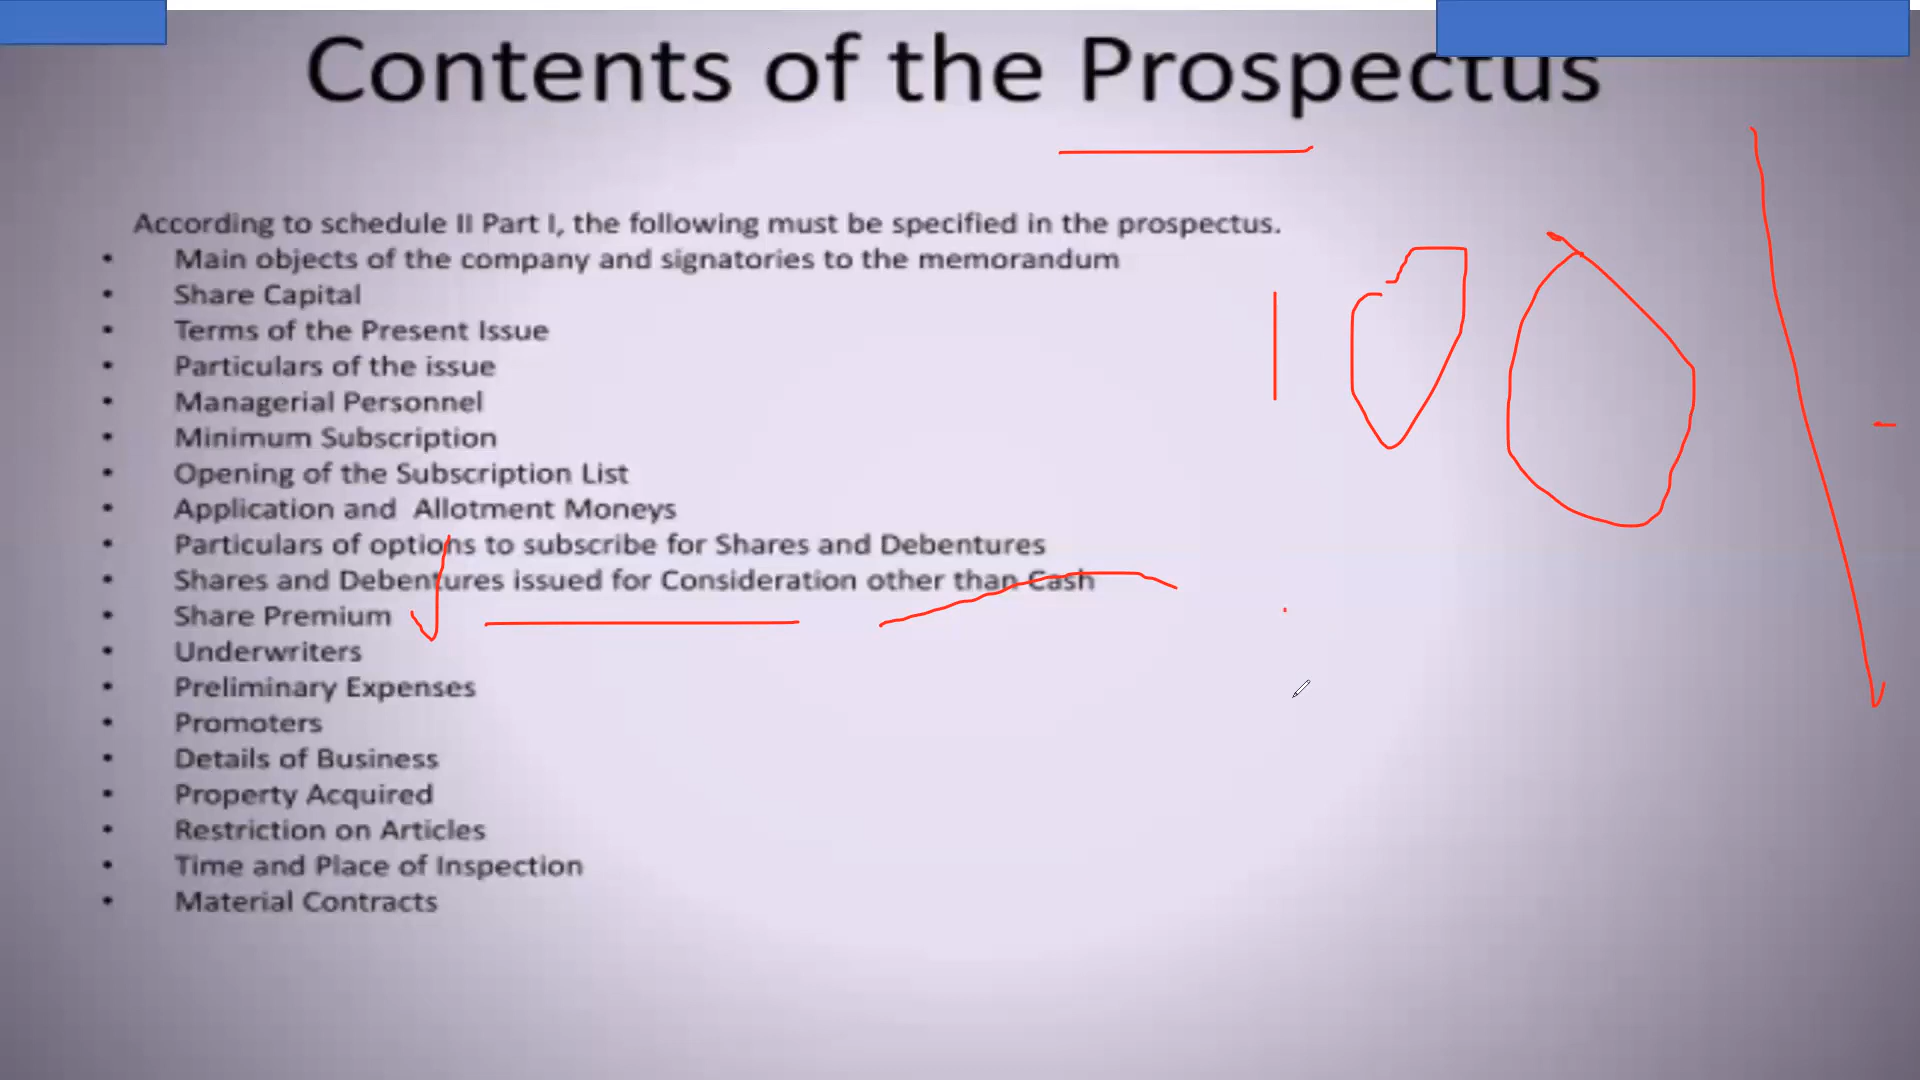 Contents of the Prospectus
According to schedule II Part I, the following must be specified in the prospectus.
• Main objects of the company and signatories to the memorandum
• Share Capital
• Terms of the Present Issue
• Particulars of the issue
• Managerial Personnel
• Minimum Subscription
• Opening of the Subscription List
• Application and Allotment Moneys
• Particulars of options to subscribe for Shares and Debentures
• Shares and Debentures issued for Consideration other than Cash
• Share Premium
• Underwriters
• Preliminary Expenses
• Promoters
• Details of Business
• Property Acquired
• Restriction on Articles
• Time and Place of Inspection
• Material Contracts
100/-